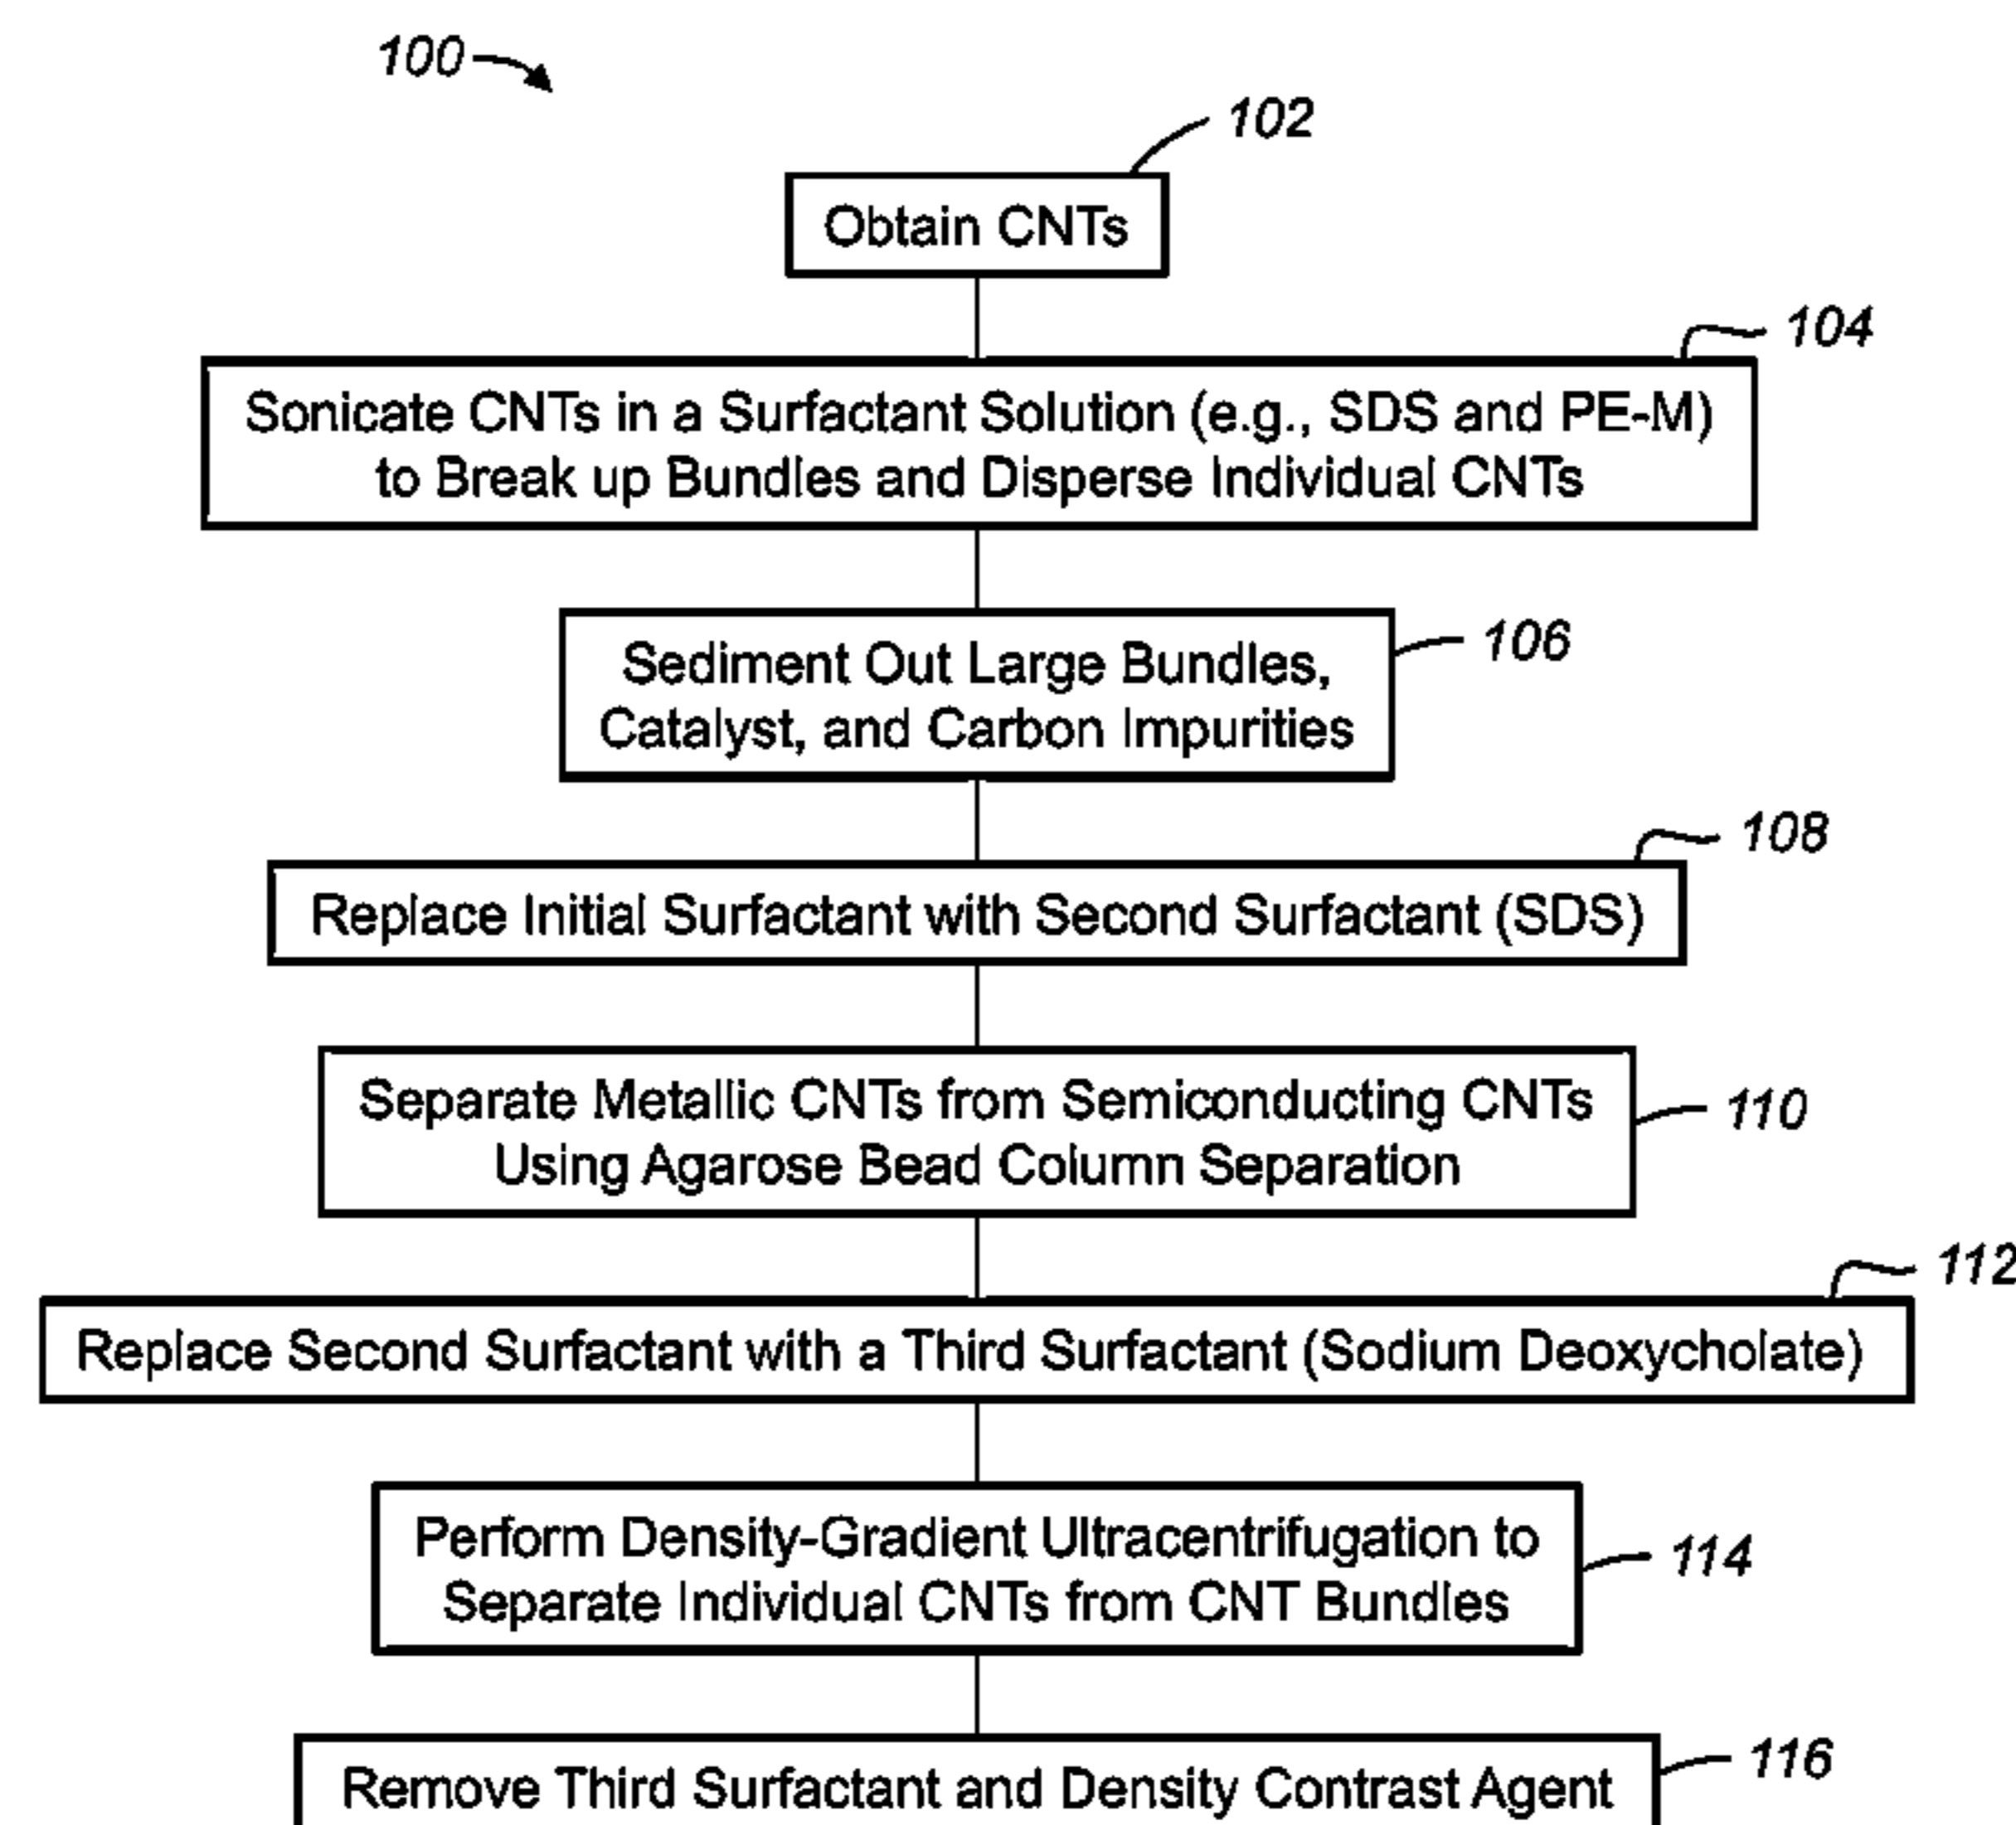 100
102
Obtain CNTs
104
Sonicate CNTs in a Surfactant Solution (e.g., SDS and PE-M)
to Break up Bundles and Disperse Individual CNTs
106
Sediment Out Large Bundles,
Catalyst, and Carbon Impurities
108
Replace Initial Surfactant with Second Surfactant (SDS)
110
Separate Metallic CNTs from Semiconducting CNTs
Using Agarose Bead Column Separation
112
Replace Second Surfactant with a Third Surfactant (Sodium Deoxycholate)
114
Perform Density-Gradient Ultracentrifugation to
Separate Individual CNTs from CNT Bundles
116
Remove Third Surfactant and Density Contrast Agent